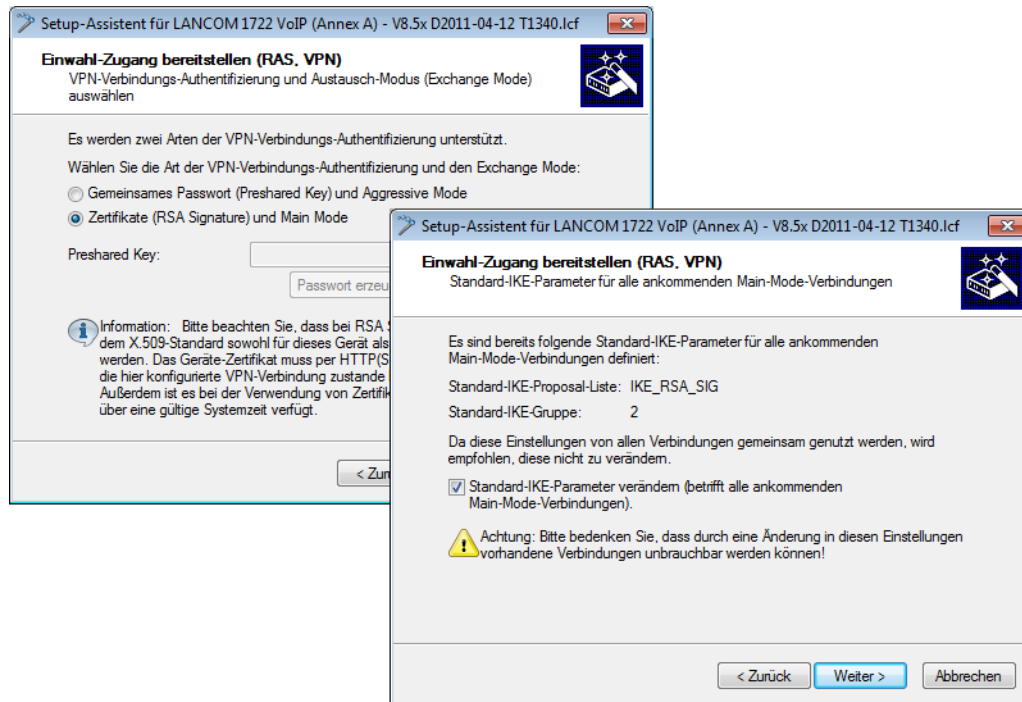 Setup-Assistent für LANCOM 1722 VoIP (Annex A) - V8.5x D2011-04-12 T1340.lcf
Einwahl-Zugang bereitstellen (RAS, VPN)
VPN-Verbindungs-Authentifizierung und Austausch-Modus (Exchange Mode)
auswählen
Es werden zwei Arten der VPN-Verbindungs-Authentifizierung unterstützt.
Wählen Sie die Art der VPN-Verbindungs-Authentifizierung und den Exchange Mode:
Gemeinsames Passwort (Preshared Key) und Aggressive Mode
Zertifikate (RSA Signature) und Main Mode
Preshared Key:
Passwort erzeu
Information: Bitte beachten Sie, dass bei RSA
dem X.509-Standard sowohl für dieses Gerät als
werden. Das Geräte-Zertifikat muss per HTTP(S
die hier konfigurierte VPN-Verbindung zustande
Außerdem ist es bei der Verwendung von Zertifik
über eine gültige Systemzeit verfügt.
< Zurü
Setup-Assistent für LANCOM 1722 VoIP (Annex A) - V8.5x D2011-04-12 T1340.lcf
Einwahl-Zugang bereitstellen (RAS, VPN)
Standard-IKE-Parameter für alle ankommenden Main-Mode-Verbindungen
Es sind bereits folgende Standard-IKE-Parameter für alle ankommenden
Main-Mode-Verbindungen definiert:
Standard-IKE-Proposal-Liste: IKE_RSA_SIG
Standard-IKE-Gruppe: 2
Da diese Einstellungen von allen Verbindungen gemeinsam genutzt werden, wird
empfohlen, diese nicht zu verändern.
Standard-IKE-Parameter verändern (betrifft alle ankommenden
Main-Mode-Verbindungen).
Achtung: Bitte bedenken Sie, dass durch eine Änderung in diesen Einstellungen
vorhandene Verbindungen unbrauchbar werden können!
< Zurück
Weiter >
Abbrechen